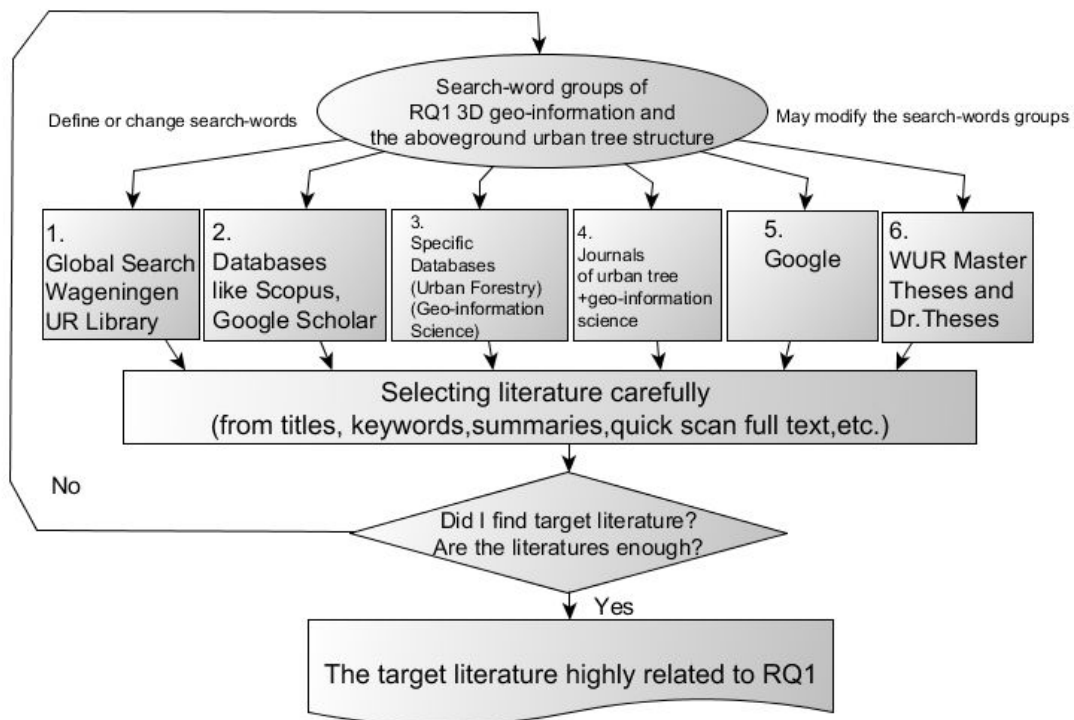 Search-word groups of
RQ1 3D geo-information and
the aboveground urban tree structure
Define or change search-words
May modify the search-words groups
1.
Global Search
Wageningen
UR Library
2.
Databases
like Scopus,
Google Scholar
3.
Specific
Databases
(Urban Forestry)
(Geo-information
Science)
4.
Journals
of urban tree
+geo-information
science
5.
Google
6.
WUR Master
Theses and
Dr.Theses
Selecting literature carefully
(from titles, keywords,summaries,quick scan full text,etc.)
No
Did I find target literature?
Are the literatures enough?
Yes
The target literature highly related to RQ1